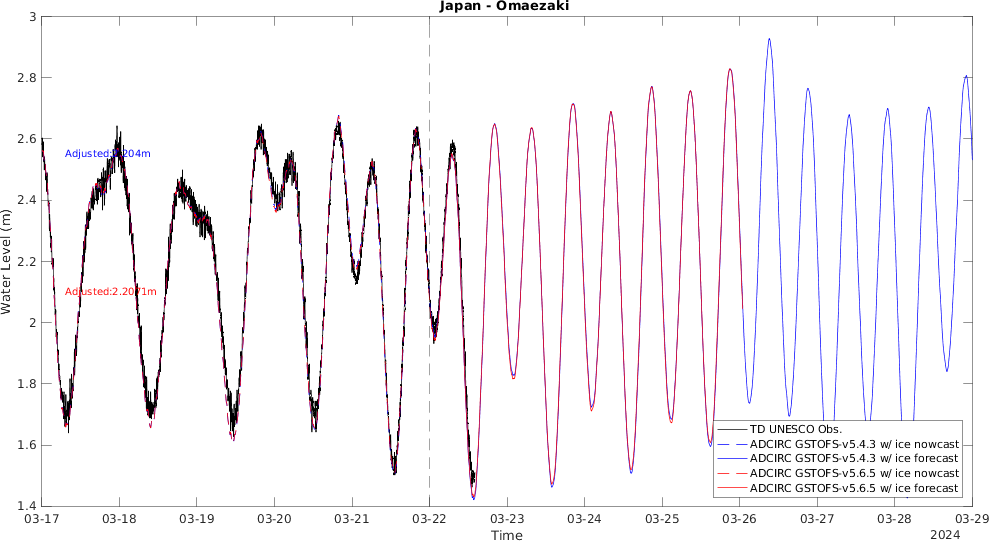 Japan - Omaezaki
Water Level (m)
3
2.8
2.6
2.4
2.2
2
1.8
1.6
1.4
Adjusted:2.204m
Adjusted:2.2071m
TD UNESCO Obs.
ADCIRC GSTOFS-v5.4.3 w/ ice nowcast
ADCIRC GSTOFS-v5.4.3 w/ ice forecast
ADCIRC GSTOFS-v5.6.5 w/ ice nowcast
ADCIRC GSTOFS-v5.6.5 w/ ice forecast
03-17 03-18 03-19 03-20 03-21 03-22 03-23 03-24 03-25 03-26 03-27 03-28 03-29
Time
2024